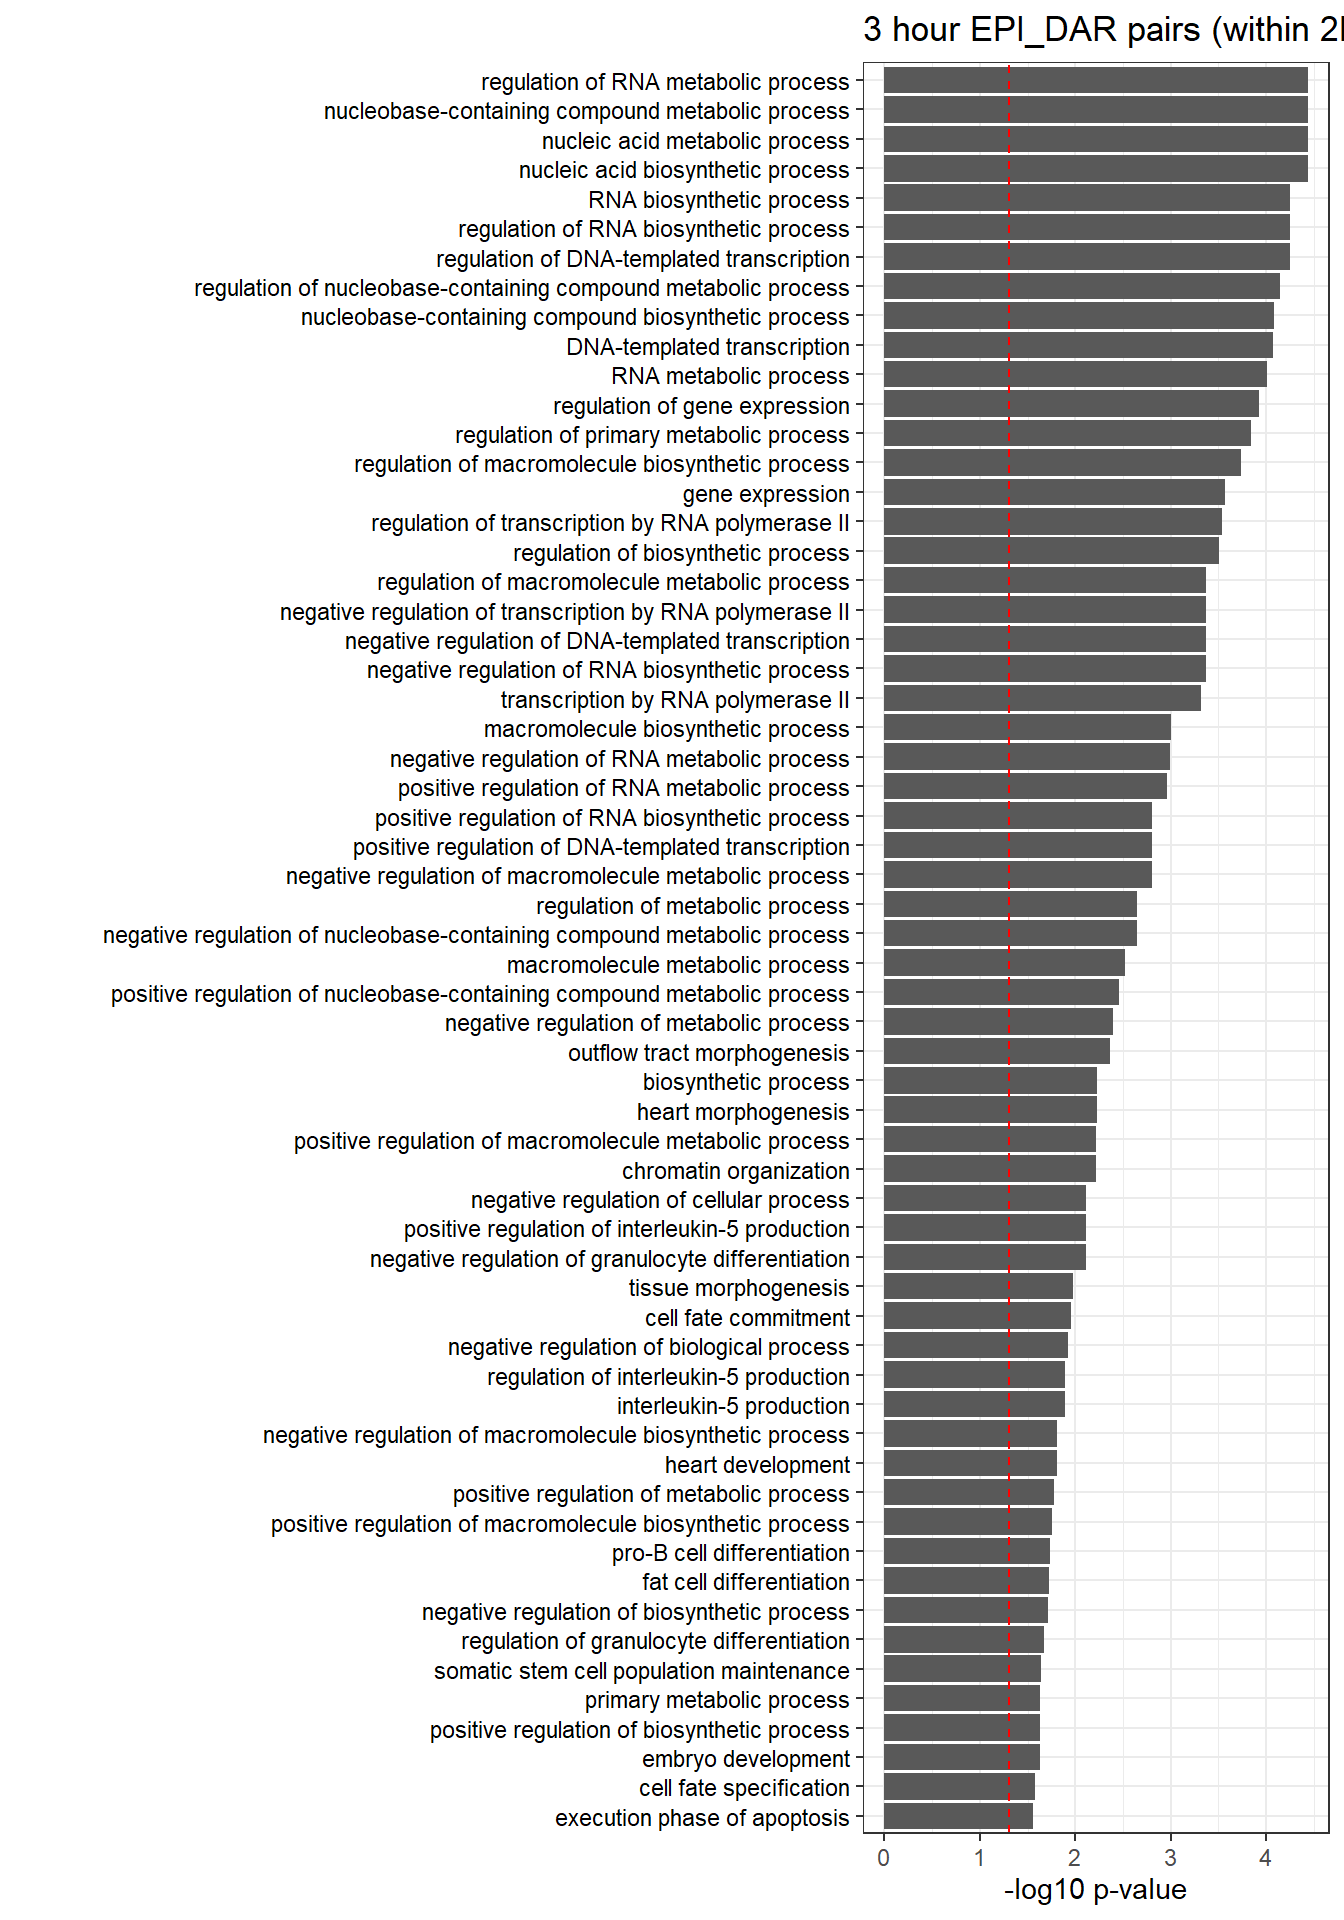 3 hour EPI_DAR pairs (within 2
regulation of RNA metabolic process
nucleobase-containing compound metabolic process
nucleic acid metabolic process
nucleic acid biosynthetic process
RNA biosynthetic process
regulation of RNA biosynthetic process
regulation of DNA-templated transcription
regulation of nucleobase-containing compound metabolic process
nucleobase-containing compound biosynthetic process
DNA-templated transcription
RNA metabolic process
regulation of gene expression
regulation of primary metabolic process
regulation of macromolecule biosynthetic process
gene expression
regulation of transcription by RNA polymerase II
regulation of biosynthetic process
regulation of macromolecule metabolic process
negative regulation of transcription by RNA polymerase II
negative regulation of DNA-templated transcription
negative regulation of RNA biosynthetic process
transcription by RNA polymerase II
macromolecule biosynthetic process
negative regulation of RNA metabolic process
positive regulation of RNA metabolic process
positive regulation of RNA biosynthetic process
positive regulation of DNA-templated transcription
negative regulation of macromolecule metabolic process
regulation of metabolic process
negative regulation of nucleobase-containing compound metabolic process
macromolecule metabolic process
positive regulation of nucleobase-containing compound metabolic process
negative regulation of metabolic process
outflow tract morphogenesis
biosynthetic process
heart morphogenesis
positive regulation of macromolecule metabolic process
chromatin organization
negative regulation of cellular process
positive regulation of interleukin-5 production
negative regulation of granulocyte differentiation
tissue morphogenesis
cell fate commitment
negative regulation of biological process
regulation of interleukin-5 production
interleukin-5 production
negative regulation of macromolecule biosynthetic process
heart development
positive regulation of metabolic process
positive regulation of macromolecule biosynthetic process
pro-B cell differentiation
fat cell differentiation
negative regulation of biosynthetic process
regulation of granulocyte differentiation
somatic stem cell population maintenance
primary metabolic process
positive regulation of biosynthetic process
embryo development
cell fate specification
execution phase of apoptosis
0 1 2 3 4
-log10 p-value